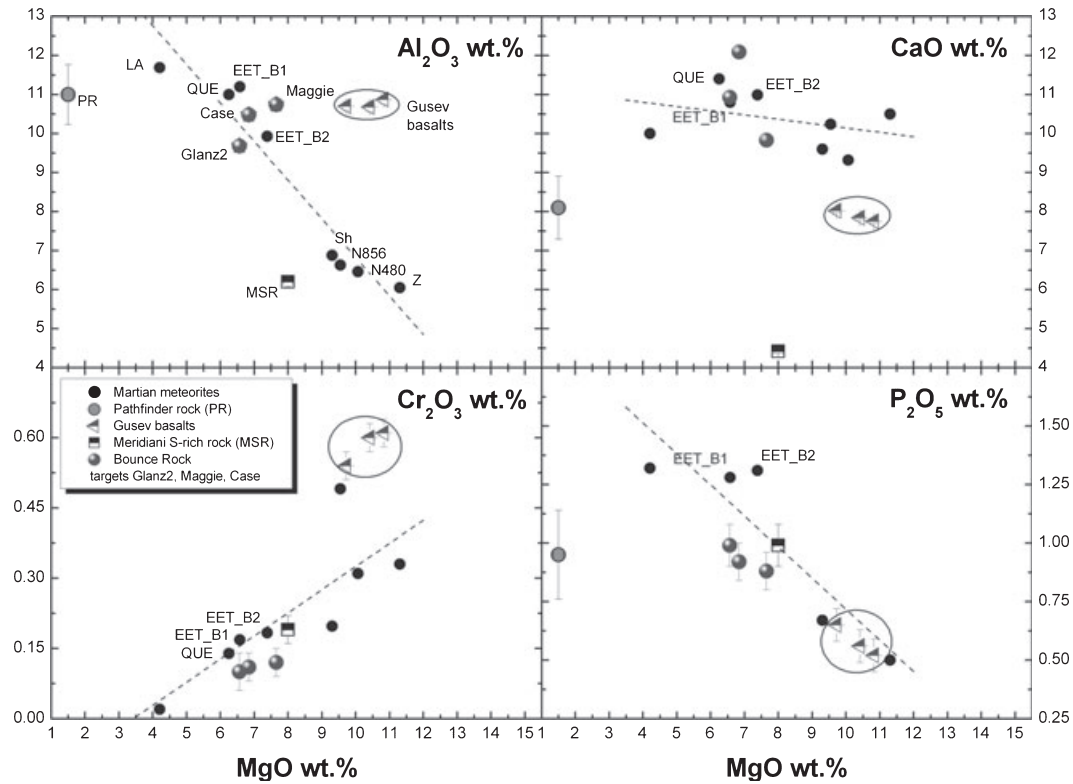 Al2O3 wt.%
13
12
11
10
9
8
7
6
5
4
LA
EET_B1
QUE
Maggie
Case
Gusev
basalts
EET_B2
Glanz2
PR
Sh
N856
N480
Z
MSR
CaO wt.%
13
12
11
10
9
8
7
6
5
4
QUE
EET_B2
EET_B1
Cr2O3 wt.%
Martian meteorites
Pathfinder rock (PR)
Gusev basalts
Meridiani S-rich rock (MSR)
Bounce Rock
targets Glanz2, Maggie, Case
0.60
0.45
0.30
0.15
0.00
EET_B2
EET_B1
QUE
1 2 3 4 5 6 7 8 9 10 11 12 13 14 15
MgO wt.%
P2O5 wt.%
1.50
1.25
1.00
0.75
0.50
0.25
EET_B1
EET_B2
1 2 3 4 5 6 7 8 9 10 11 12 13 14 15
MgO wt.%